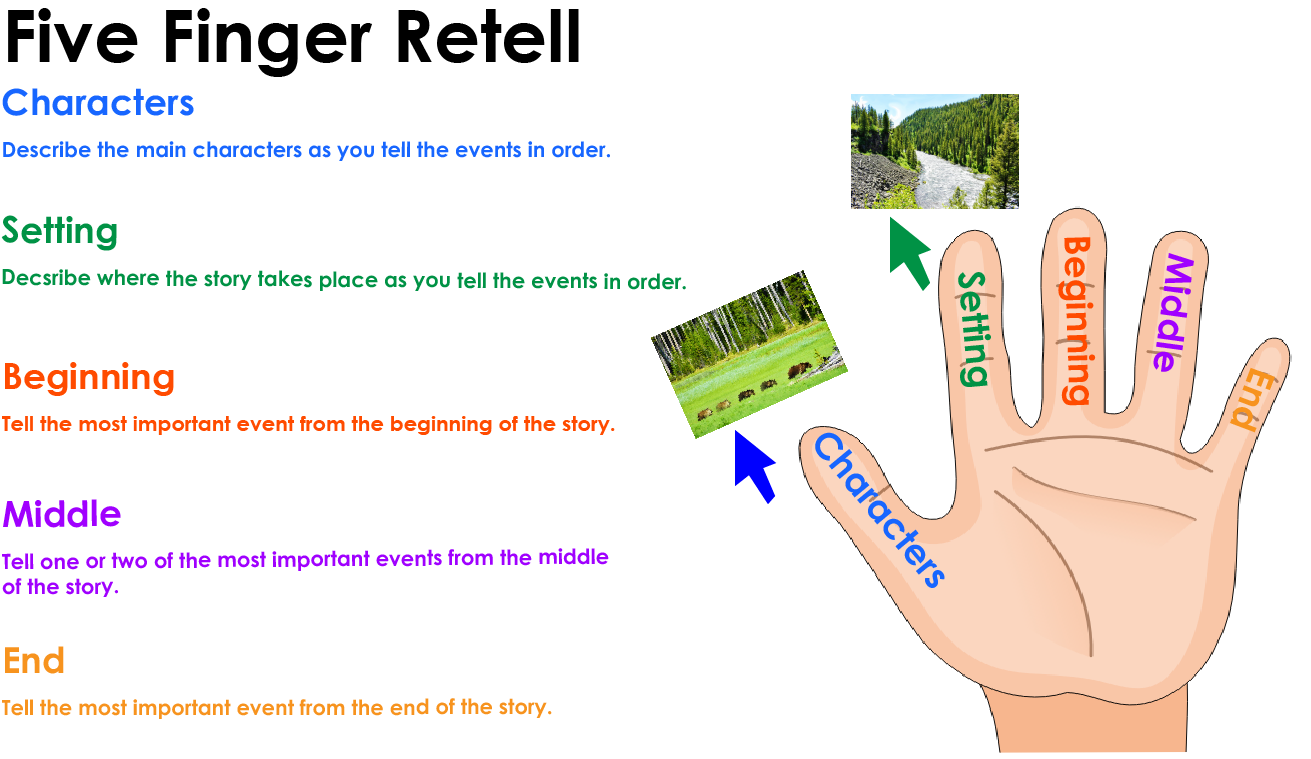 Five Finger Retell
Characters
Describe the main characters as you tell the events in order.
Setting
Decsribe where the story takes place as you tell the events in order.
Beginning
Tell the most important event from the beginning of the story.
Middle
Tell one or two of the most important events from the middle
of the story.
End
Tell the most important event from the end of the story.
Characters
Setting
Beginning
Middle
End